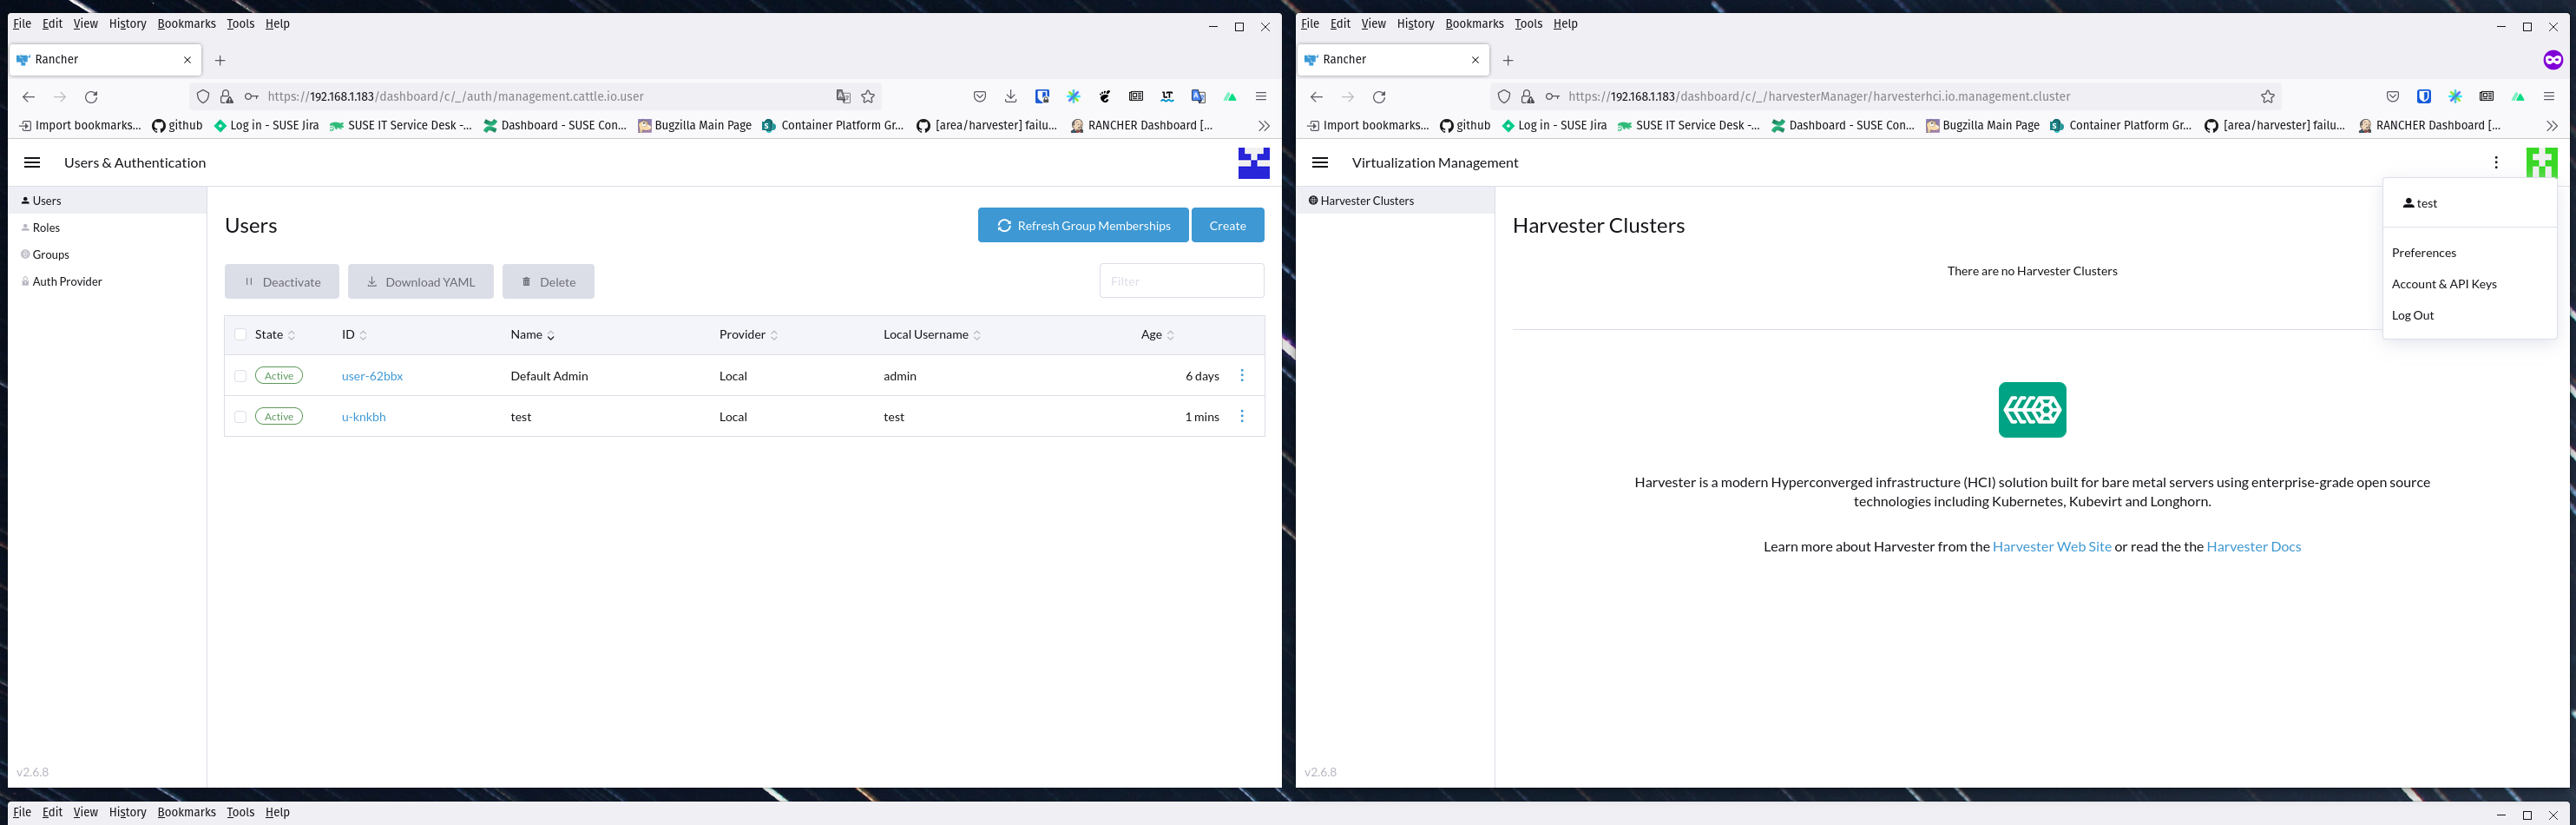 File Edit View History Bookmarks Tools Help
Rancher
https://192.168.1.183/dashboard/c/_/auth/management.cattle.io.user
Import bookmarks... github Log in - SUSE Jira SUSE IT Service Desk -... Dashboard - SUSE Con... Bugzilla Main Page Container Platform Gr... [area/harvester] failu... RANCHER Dashboard [...
Users & Authentication
Users
Roles
Groups
Auth Provider
Users
Refresh Group Memberships Create
Deactivate Download YAML Delete Filter
State ID Name Provider Local Username Age
Active user-62bbx Default Admin Local admin 6 days
Active u-knkbh test Local test 1 mins
v2.6.8
File Edit View History Bookmarks Tools Help
Rancher
https://192.168.1.183/dashboard/c/_/harvesterManager/harvesterhci.io.management.cluster
Import bookmarks... github Log in - SUSE Jira SUSE IT Service Desk -... Dashboard - SUSE Con... Bugzilla Main Page Container Platform Gr... [area/harvester] failu... RANCHER Dashboard [...
Virtualization Management
Harvester Clusters
Harvester Clusters
There are no Harvester Clusters
test
Preferences
Account & API Keys
Log Out
Harvester is a modern Hyperconverged infrastructure (HCI) solution built for bare metal servers using enterprise-grade open source
technologies including Kubernetes, Kubevirt and Longhorn.
Learn more about Harvester from the Harvester Web Site or read the the Harvester Docs
v2.6.8
File Edit View History Bookmarks Tools Help